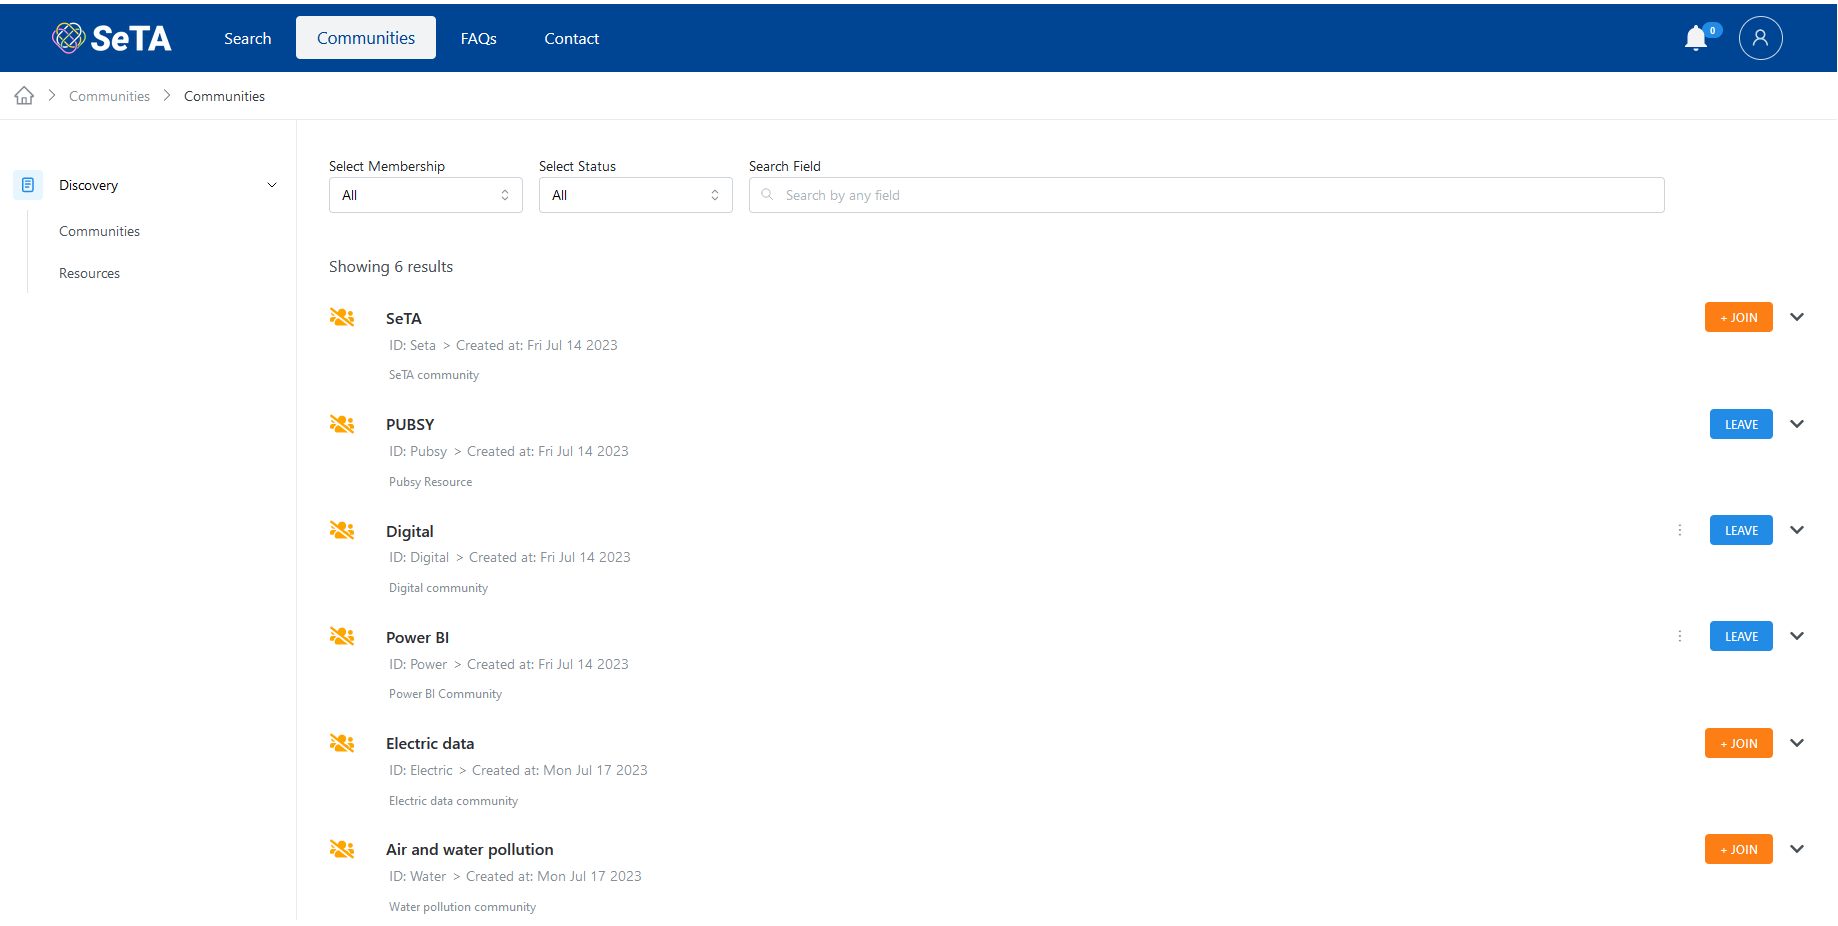 SeTA Search Communities FAQs Contact 0
Communities Communities
Discovery
Communities
Resources
Select Membership Select Status Search Field
All All Search by any field
Showing 6 results
SeTA + JOIN
ID: Seta > Created at: Fri Jul 14 2023
SeTA community
PUBSY LEAVE
ID: Pubsy > Created at: Fri Jul 14 2023
Pubsy Resource
Digital LEAVE
ID: Digital > Created at: Fri Jul 14 2023
Digital community
Power BI LEAVE
ID: Power > Created at: Fri Jul 14 2023
Power BI Community
Electric data + JOIN
ID: Electric > Created at: Mon Jul 17 2023
Electric data community
Air and water pollution + JOIN
ID: Water > Created at: Mon Jul 17 2023
Water pollution community